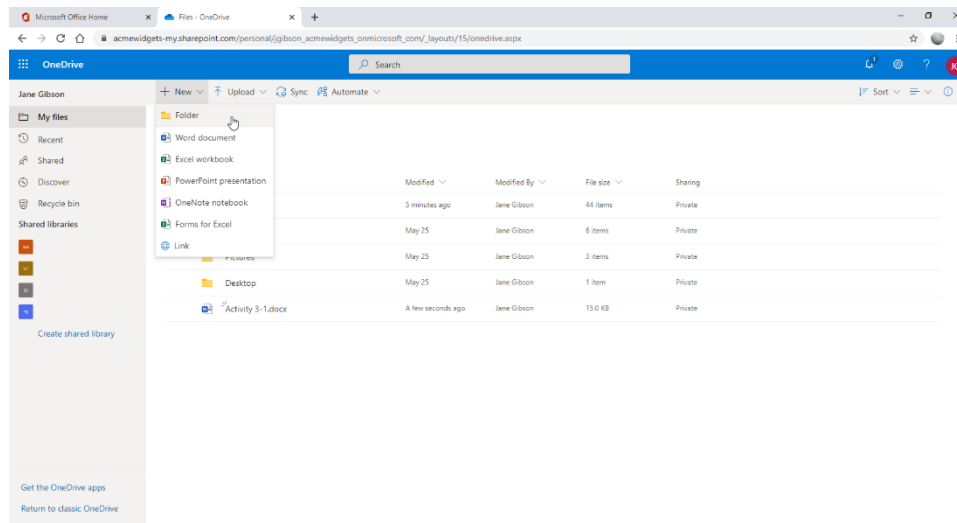 Microsoft Office Home
Files - OneDrive
acmewidgets-my.sharepoint.com/personal/jgibson_acmewidgets_onmicrosoft_com/_layouts/15/onedrive.aspx
OneDrive
Search
1
?
JG
Jane Gibson
New
Upload
Sync
Automate
Sort
My files
Recent
Shared
Discover
Recycle bin
Shared libraries
Create shared library
Get the OneDrive apps
Return to classic OneDrive
Folder
Word document
Excel workbook
PowerPoint presentation
OneNote notebook
Forms for Excel
Link
Modified Modified By File size Sharing
5 minutes ago Jane Gibson 44 items Private
May 25 Jane Gibson 6 items Private
Pictures May 25 Jane Gibson 3 items Private
Desktop May 25 Jane Gibson 1 item Private
Activity 3-1.docx A few seconds ago Jane Gibson 15.0 KB Private